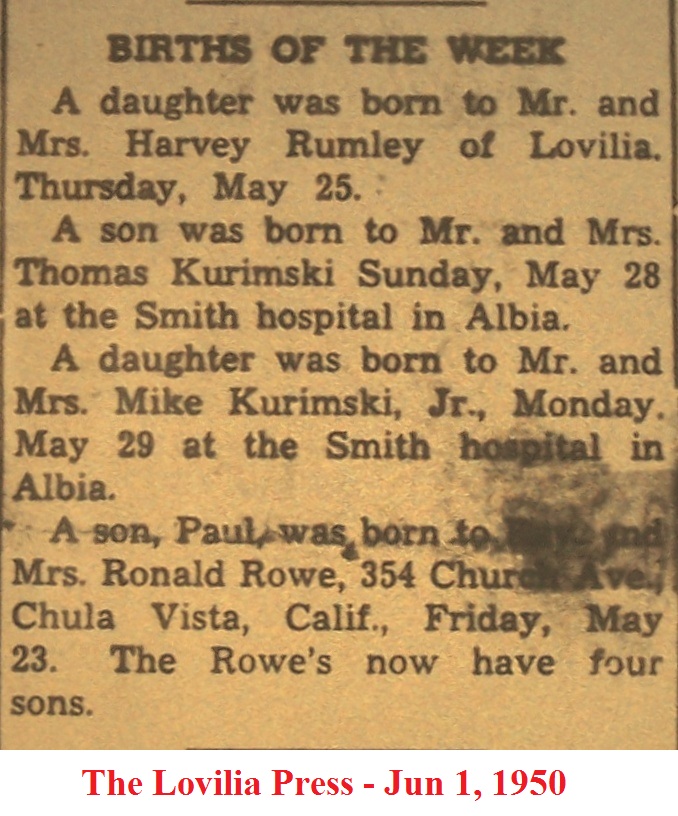 BIRTHS OF THE WEEK
A daughter was born to Mr. and
Mrs. Harvey Rumley of Lovilia.
Thursday, May 25.
A son was born to Mr. and Mrs.
Thomas Kurimski Sunday, May 28
at the Smith hospital in Albia.
A daughter was born to Mr. and
Mrs. Mike Kurimski, Jr., Monday.
May 29 at the Smith hospital in
Albia.
A son, Paul, was born to and
Mrs. Ronald Rowe, 354 Church Ave.,
Chula Vista, Calif., Friday, May
23. The Rowe's now have four
sons.
The Lovilia Press - Jun 1, 1950